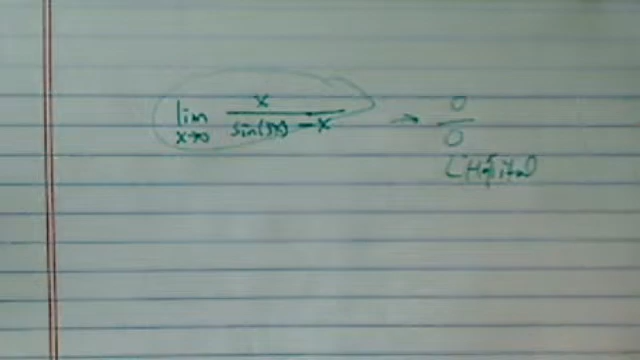 lim x→0 x / sin(3x) - x → 0 / 0
L'Hôpital